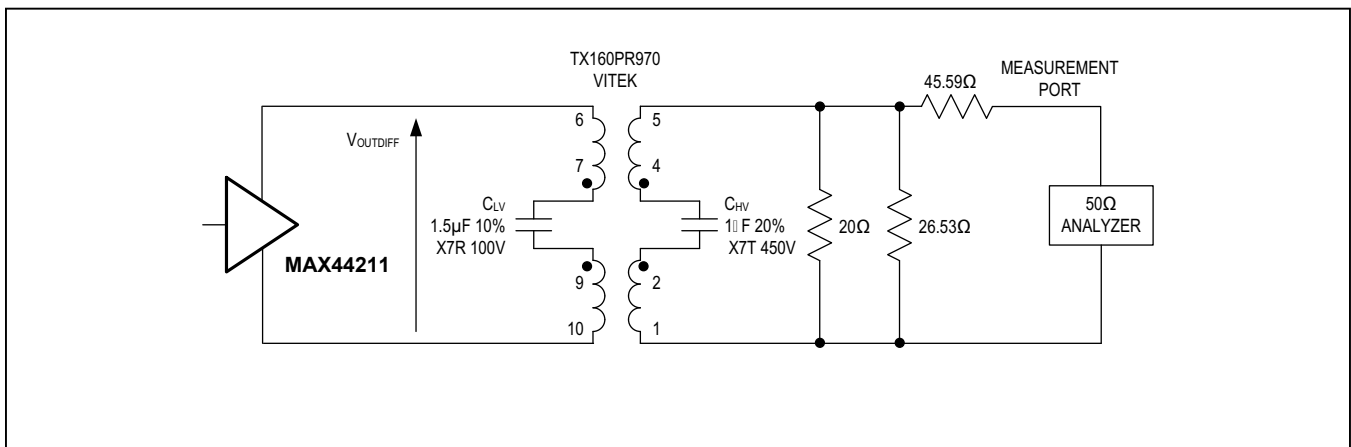 TX160PR970
VITEK
MEASUREMENT
PORT
45.59Ω
6
5
VOUTDIFF
7
4
CLV
1.5µF 10%
X7R 100V
CHV
1▯F 20%
X7T 450V
20Ω
26.53Ω
50Ω
ANALYZER
MAX44211
9
2
10
1